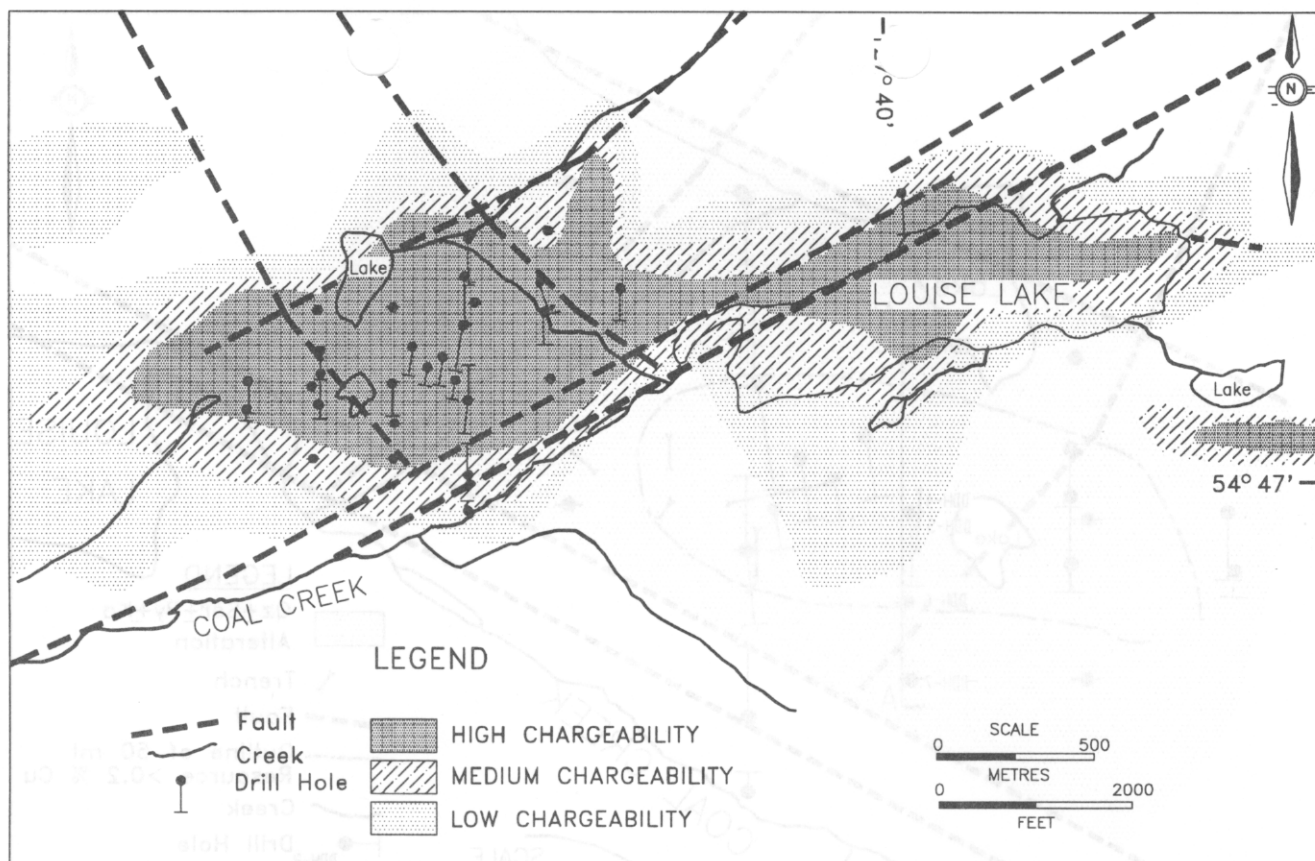 N
40'
Lake
LOUISE LAKE
Lake
54° 47'
COAL CREEK
LEGEND
Fault
Creek
Drill Hole
HIGH CHARGEABILITY
MEDIUM CHARGEABILITY
LOW CHARGEABILITY
SCALE
0 500
METRES
0 2000
FEET